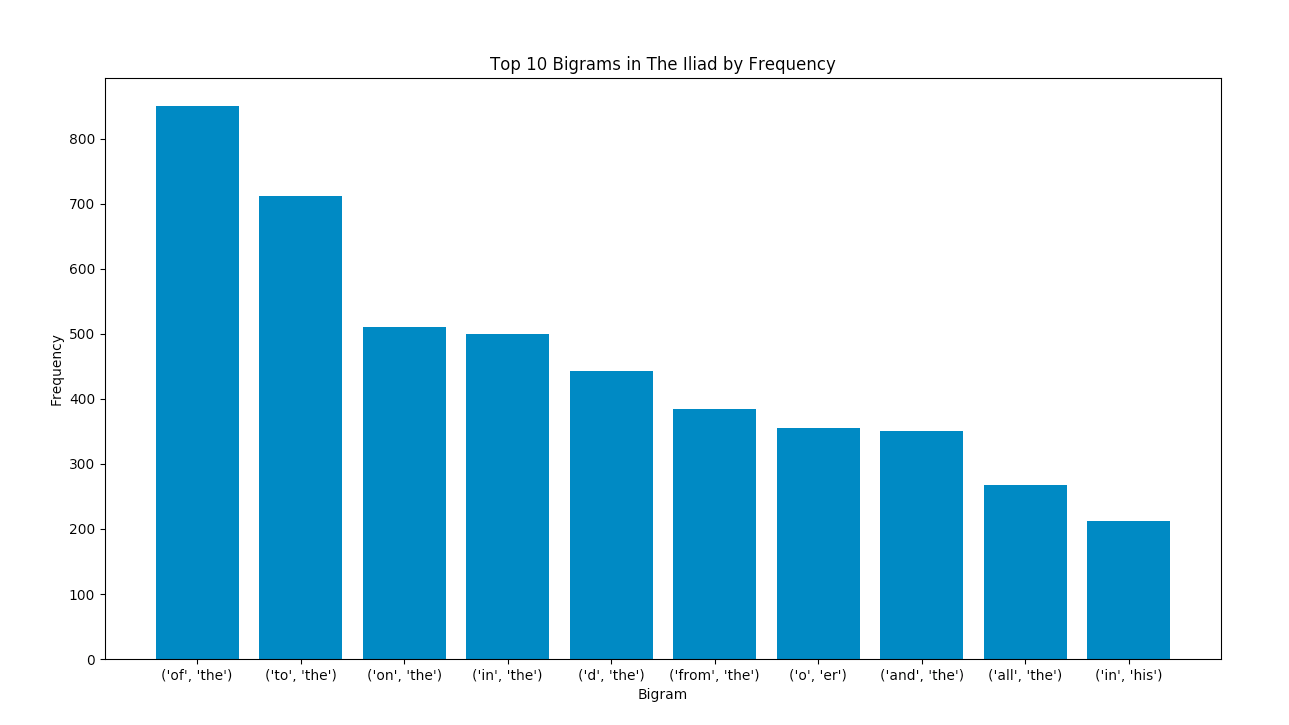 Top 10 Bigrams in The Iliad by Frequency
800
700
600
500
400
300
200
100
0
Frequency
('of', 'the') ('to', 'the') ('on', 'the') ('in', 'the') ('d', 'the') ('from', 'the') ('o', 'er') ('and', 'the') ('all', 'the') ('in', 'his')
Bigram